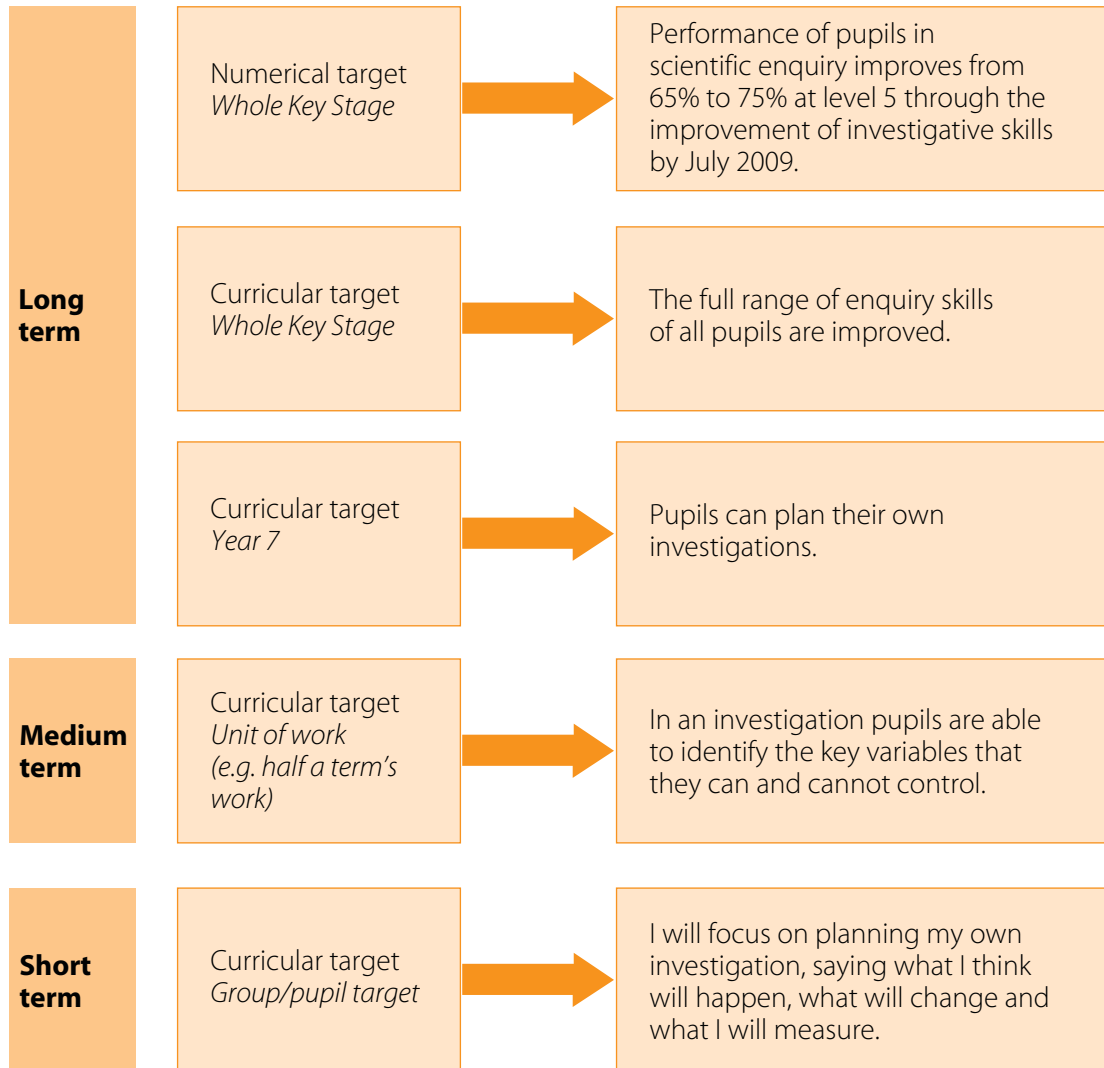 Numerical target
Whole Key Stage
Performance of pupils in
scientific enquiry improves from
65% to 75% at level 5 through the
improvement of investigative skills
by July 2009.
Long
term
Curricular target
Whole Key Stage
The full range of enquiry skills
of all pupils are improved.
Curricular target
Year 7
Pupils can plan their own
investigations.
Medium
term
Curricular target
Unit of work
(e.g. half a term's
work)
In an investigation pupils are able
to identify the key variables that
they can and cannot control.
Short
term
Curricular target
Group/pupil target
I will focus on planning my own
investigation, saying what I think
will happen, what will change and
what I will measure.